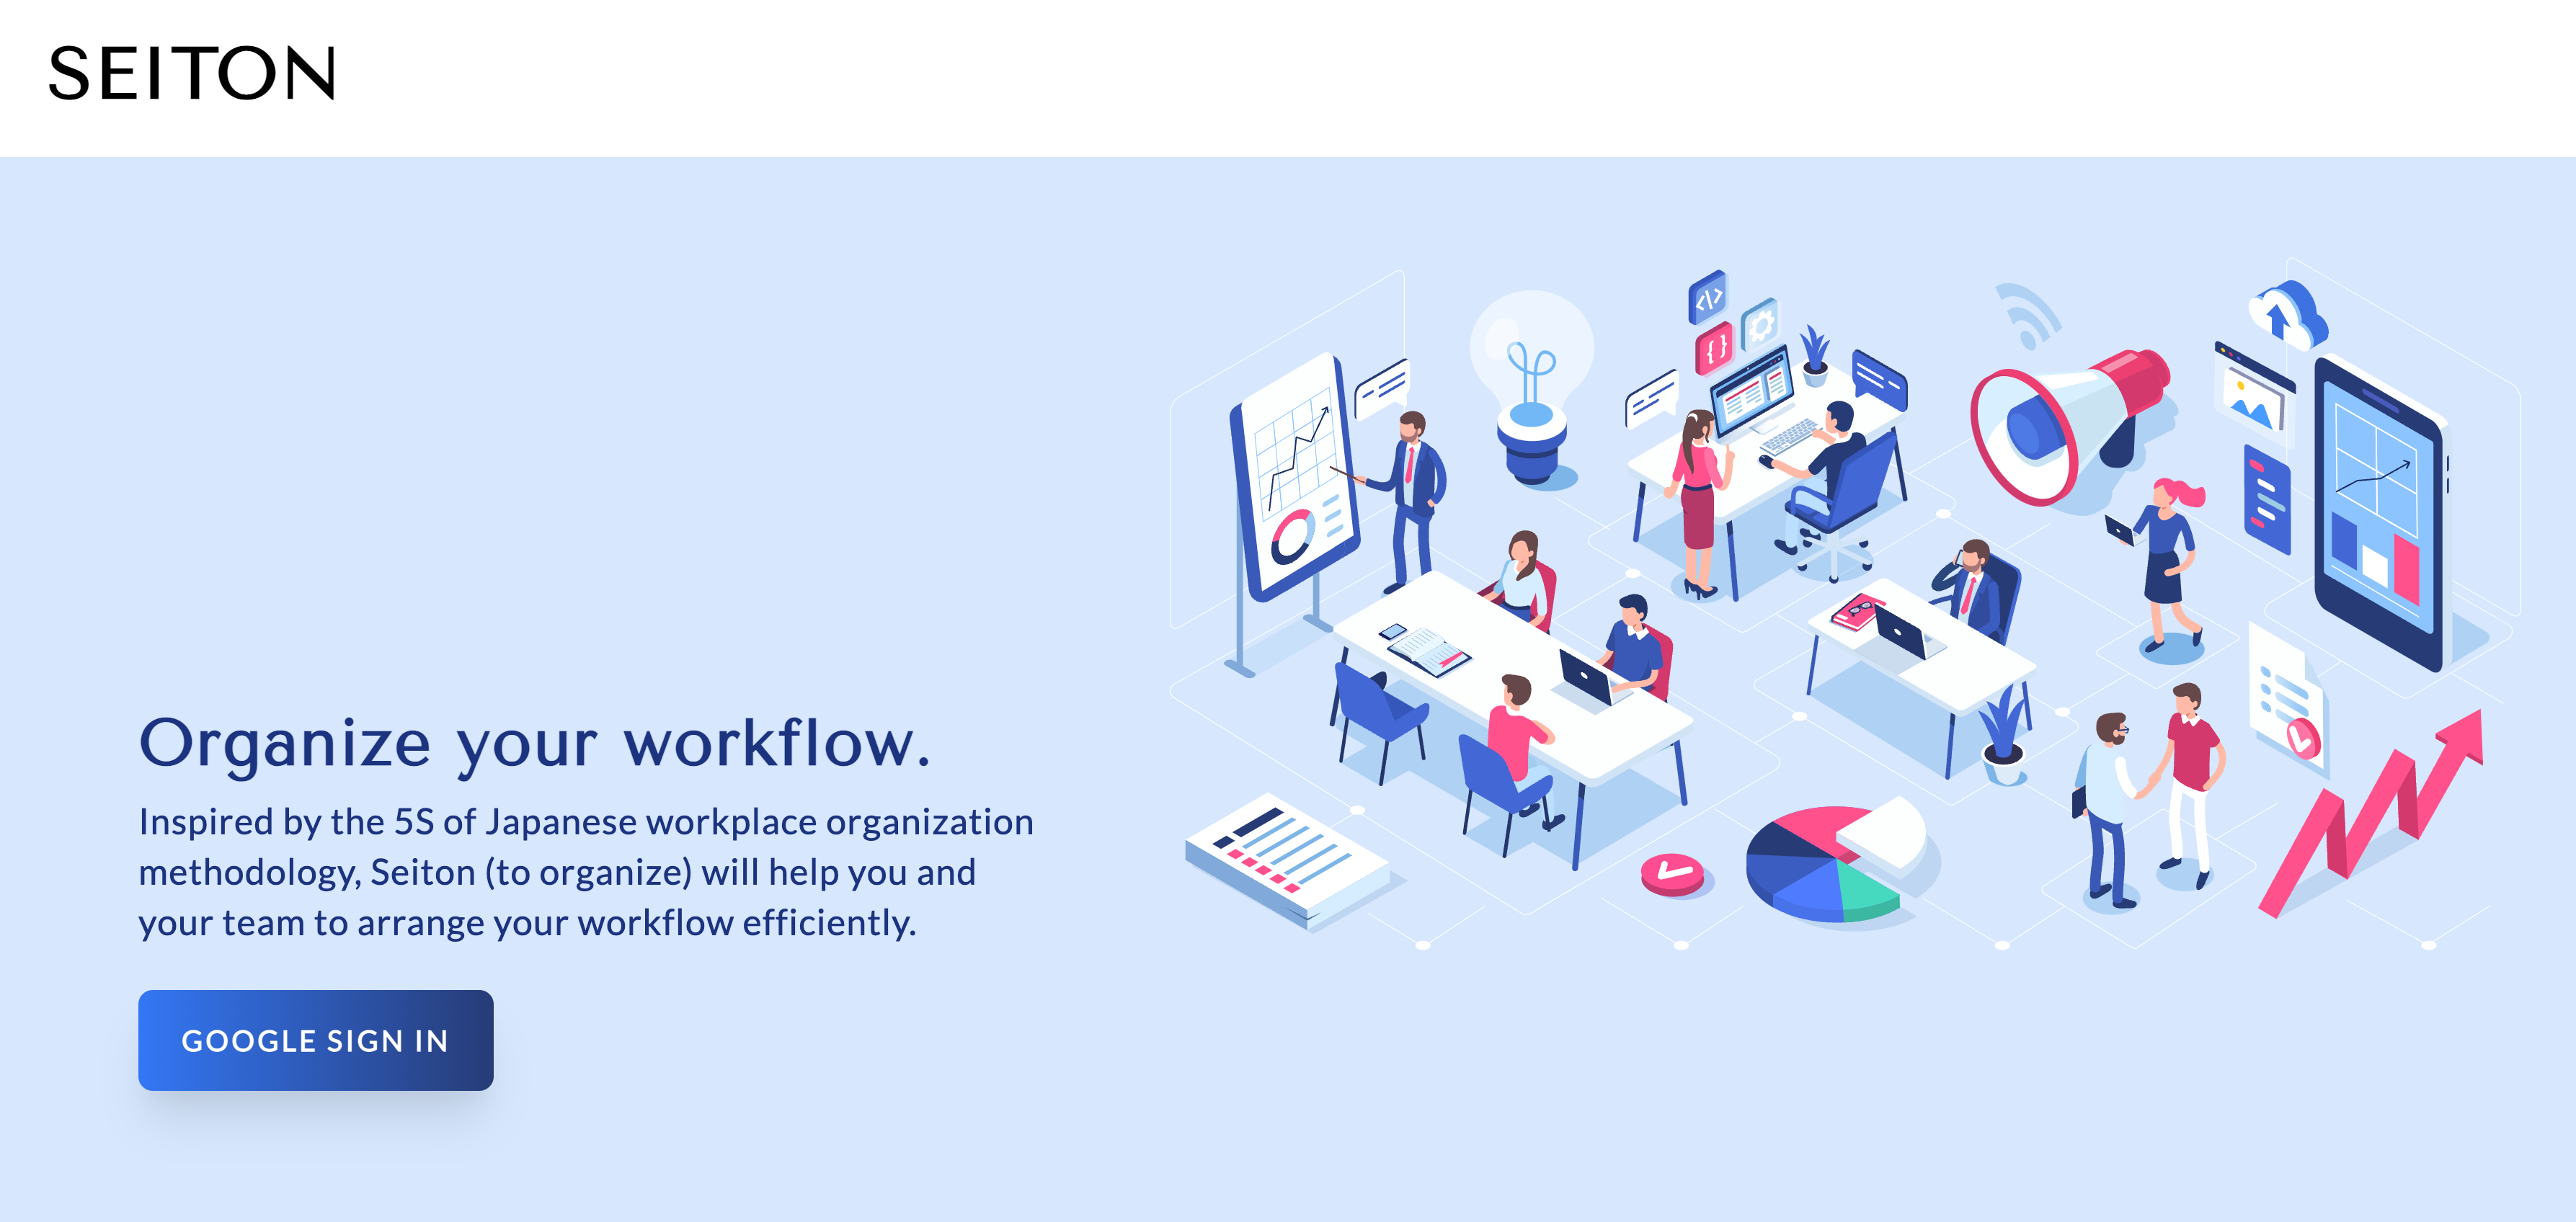 SEITON
Organize your workflow.
Inspired by the 5S of Japanese workplace organization
methodology, Seiton (to organize) will help you and
your team to arrange your workflow efficiently.
GOOGLE SIGN IN